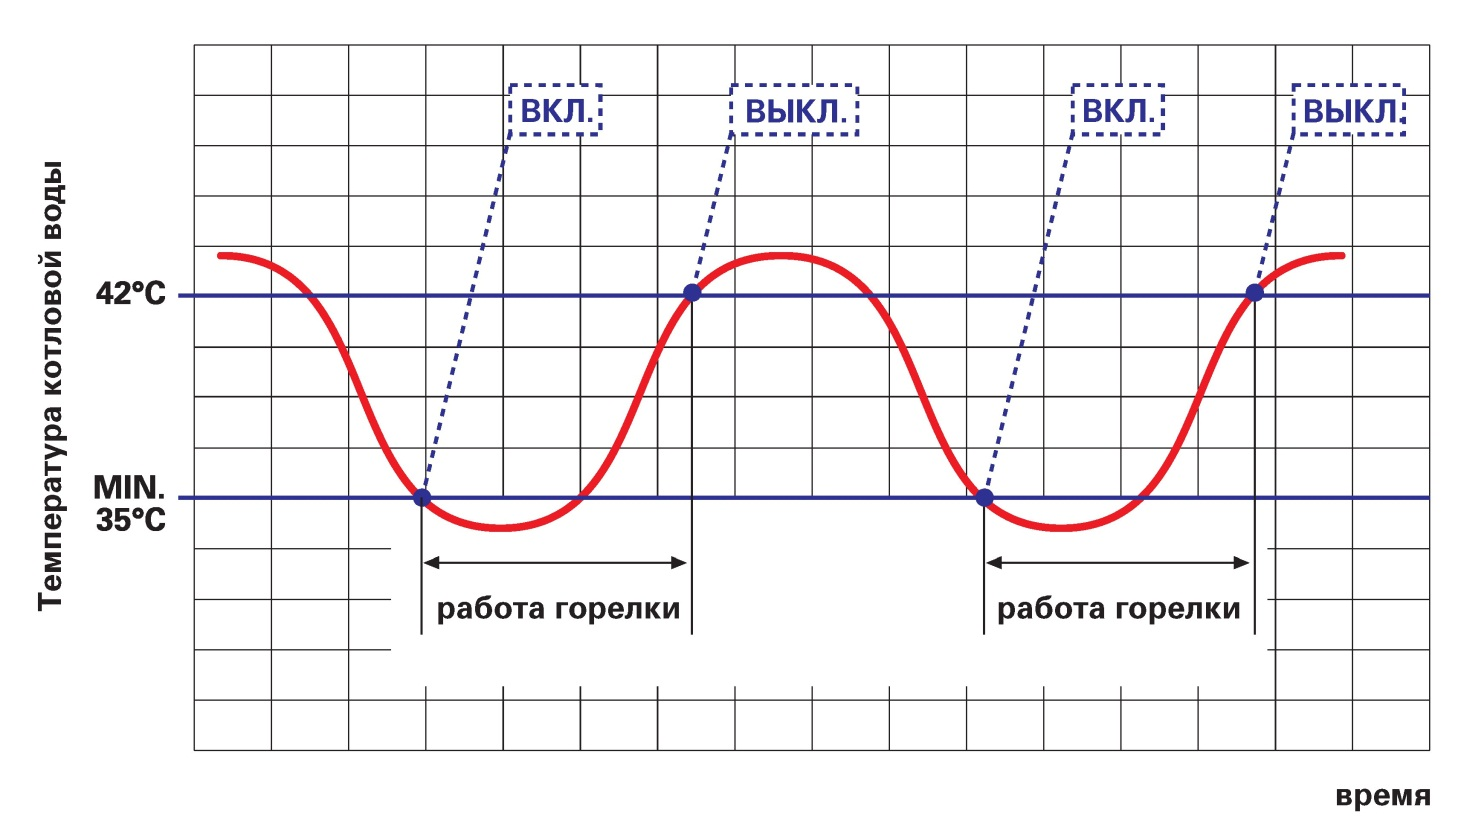 ВКЛ.
ВЫКЛ.
ВКЛ.
ВЫКЛ.
Температура котловой воды
42°C
MIN.
35°C
работа горелки
работа горелки
время